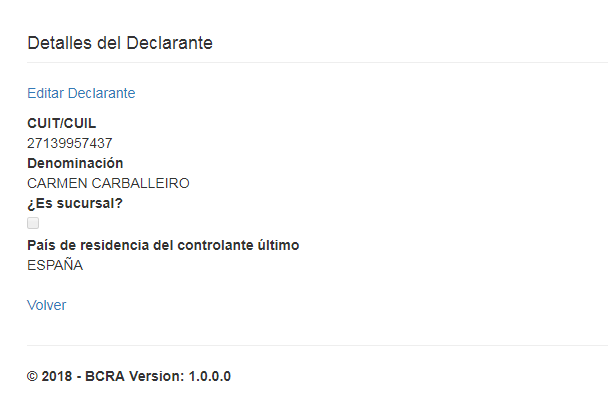 Detalles del Declarante
Editar Declarante
CUIT/CUIL
27139957437
Denominación
CARMEN CARBALLEIRO
¿Es sucursal?
País de residencia del controlante último
ESPAÑA
Volver
© 2018 - BCRA Version: 1.0.0.0